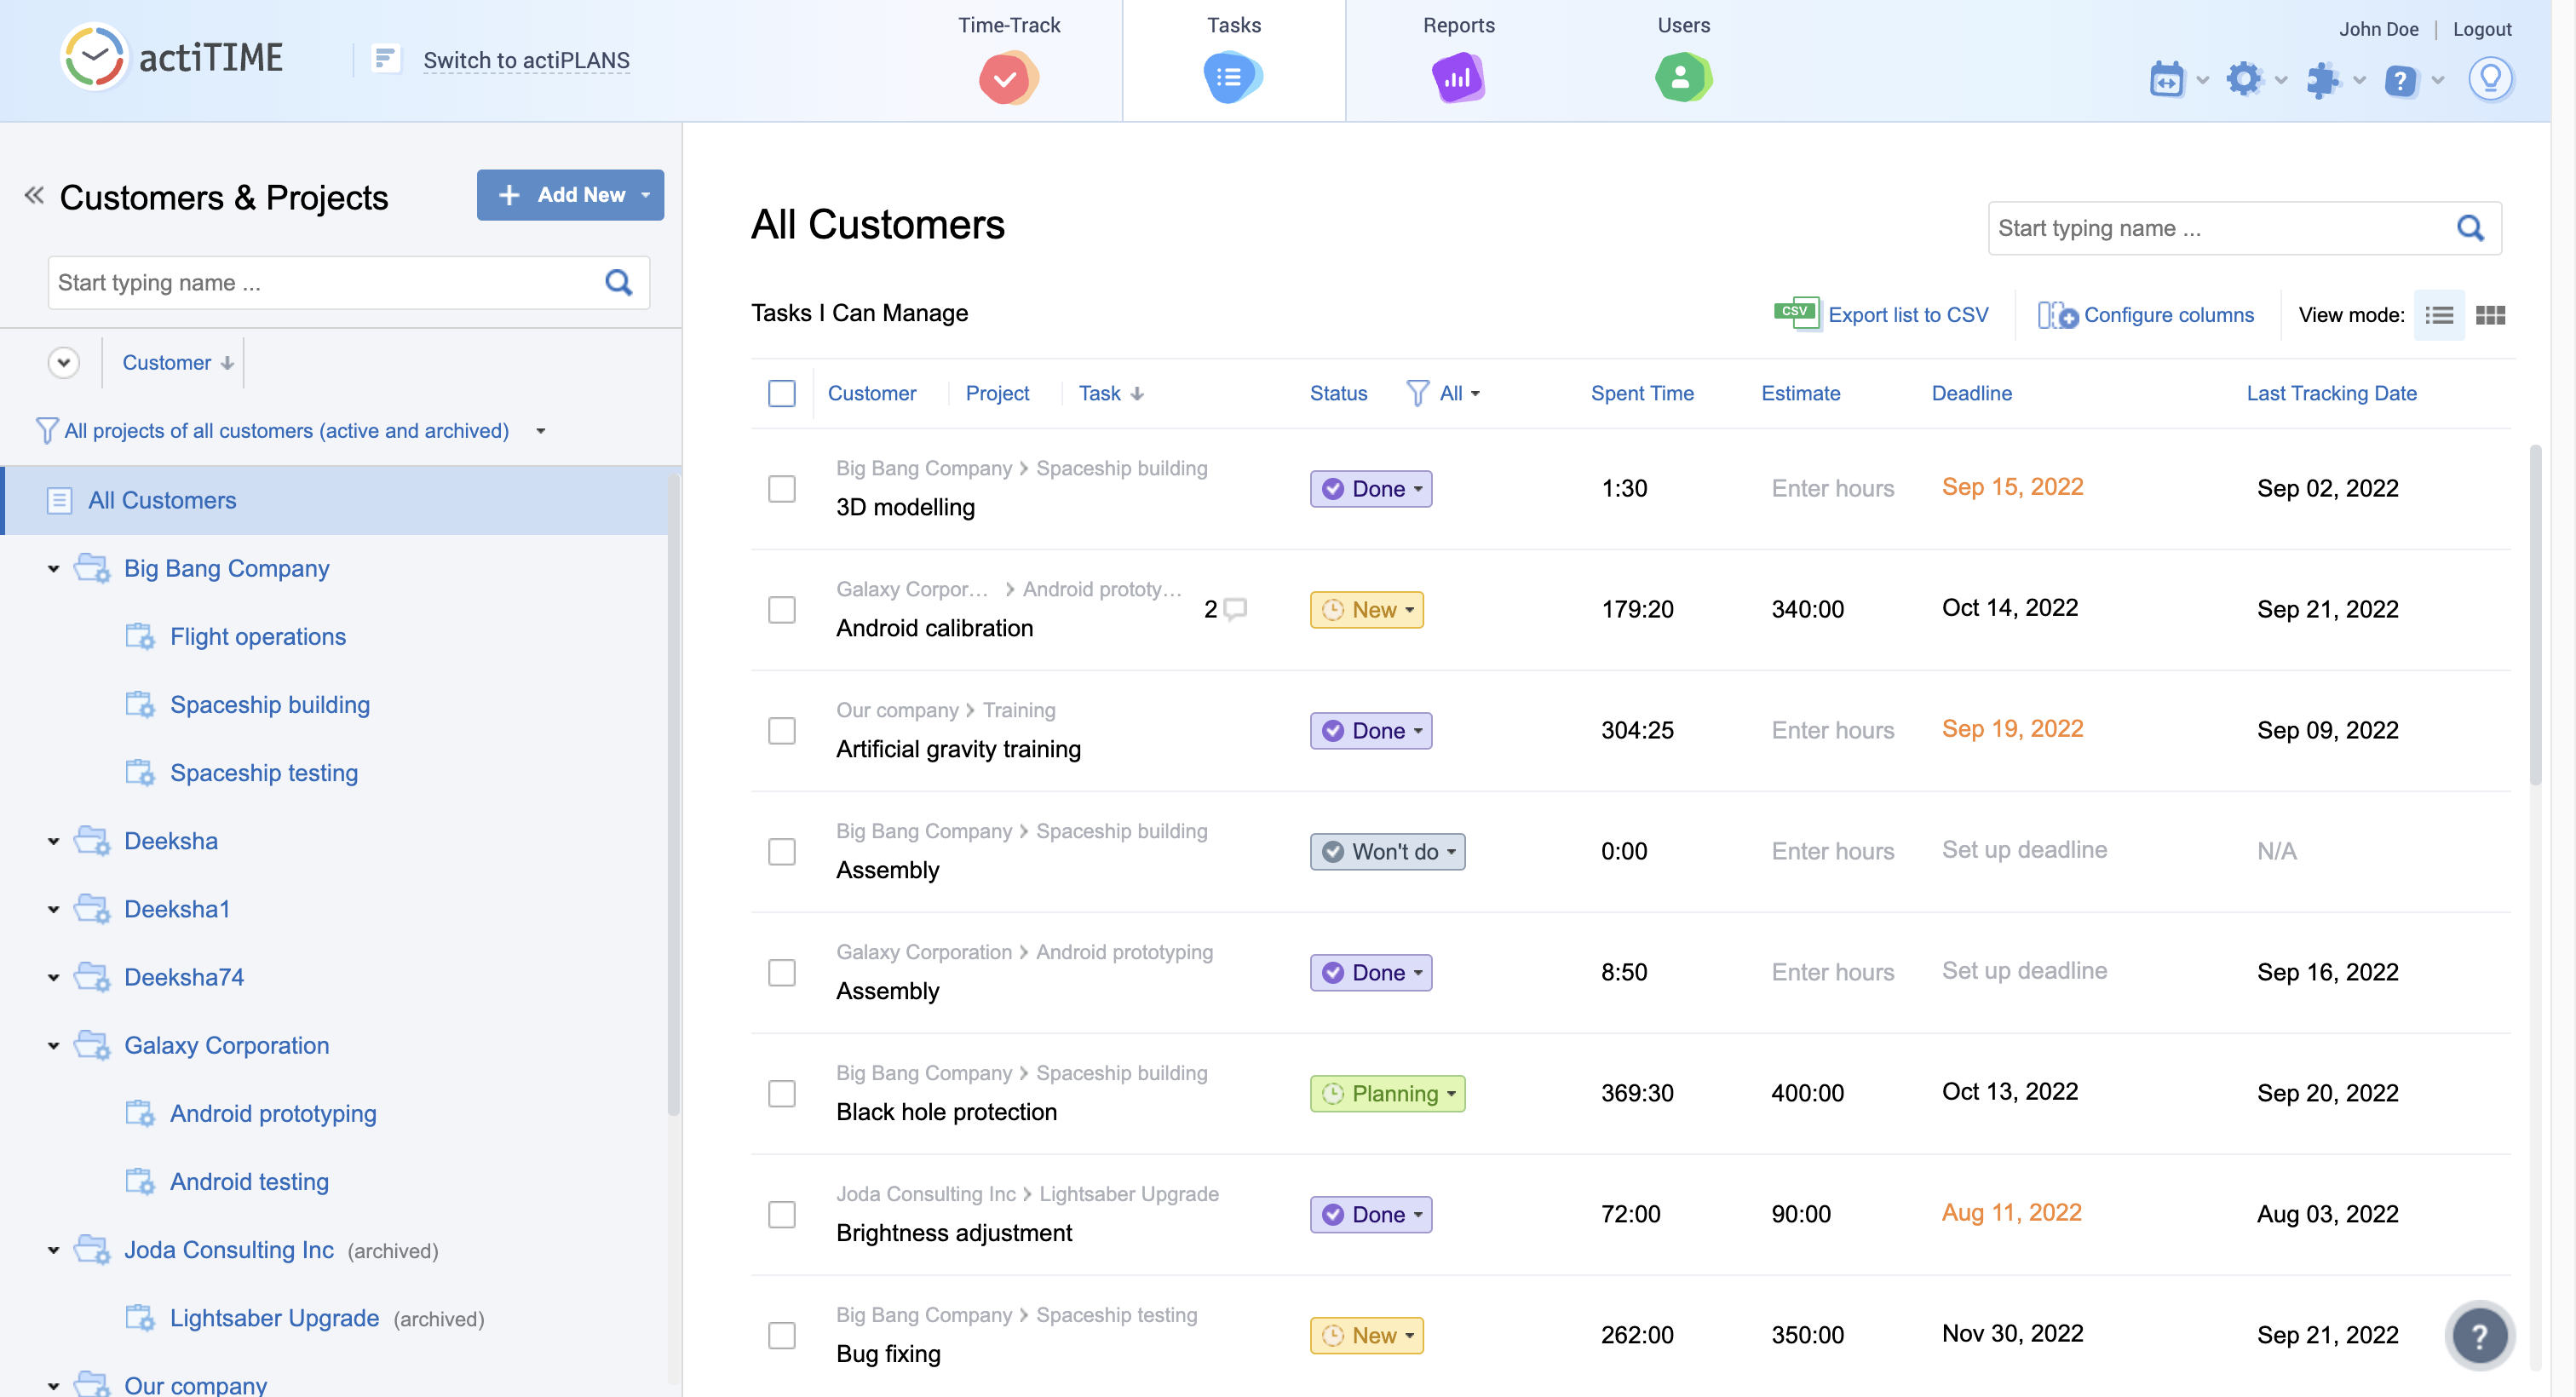 actiTIME
Switch to actiPLANS
Time-Track
Tasks
Reports
Users
John Doe
Logout
Customers & Projects
Add New
Start typing name ...
Customer
All projects of all customers (active and archived)
All Customers
Big Bang Company
Flight operations
Spaceship building
Spaceship testing
Deeksha
Deeksha1
Deeksha74
Galaxy Corporation
Android prototyping
Android testing
Joda Consulting Inc (archived)
Lightsaber Upgrade (archived)
Our company
All Customers
Start typing name ...
Tasks I Can Manage
CSV Export list to CSV
Configure columns
View mode:
Customer Project Task Status All Spent Time Estimate Deadline Last Tracking Date
Big Bang Company > Spaceship building
3D modelling
Done 1:30 Enter hours Sep 15, 2022 Sep 02, 2022
Galaxy Corpor... > Android prototy...
Android calibration
2 New 179:20 340:00 Oct 14, 2022 Sep 21, 2022
Our company > Training
Artificial gravity training
Done 304:25 Enter hours Sep 19, 2022 Sep 09, 2022
Big Bang Company > Spaceship building
Assembly
Won't do 0:00 Enter hours Set up deadline N/A
Galaxy Corporation > Android prototyping
Assembly
Done 8:50 Enter hours Set up deadline Sep 16, 2022
Big Bang Company > Spaceship building
Black hole protection
Planning 369:30 400:00 Oct 13, 2022 Sep 20, 2022
Joda Consulting Inc > Lightsaber Upgrade
Brightness adjustment
Done 72:00 90:00 Aug 11, 2022 Aug 03, 2022
Big Bang Company > Spaceship testing
Bug fixing
New 262:00 350:00 Nov 30, 2022 Sep 21, 2022
?